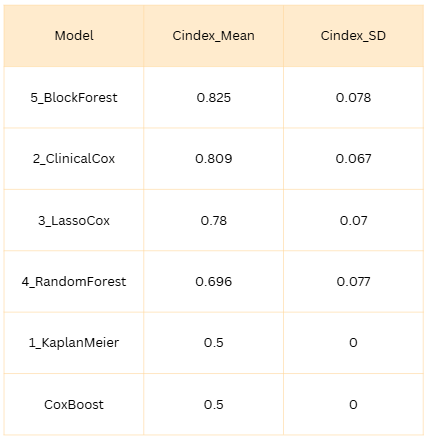 Model Cindex_Mean Cindex_SD
5_BlockForest 0.825 0.078
2_ClinicalCox 0.809 0.067
3_LassoCox 0.78 0.07
4_RandomForest 0.696 0.077
1_KaplanMeier 0.5 0
CoxBoost 0.5 0